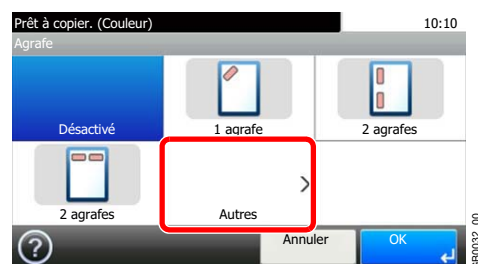 Prêt à copier. (Couleur) 10:10
Agrafe
Désactivé 1 agrafe 2 agrafes
2 agrafes Autres
? Annuler OK